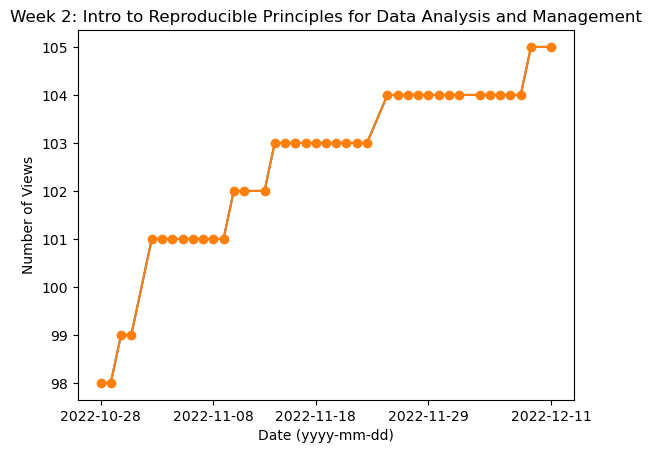 Week 2: Intro to Reproducible Principles for Data Analysis and Management
105
104
103
102
101
100
99
98
Number of Views
2022-10-28 2022-11-08 2022-11-18 2022-11-29 2022-12-11
Date (yyyy-mm-dd)